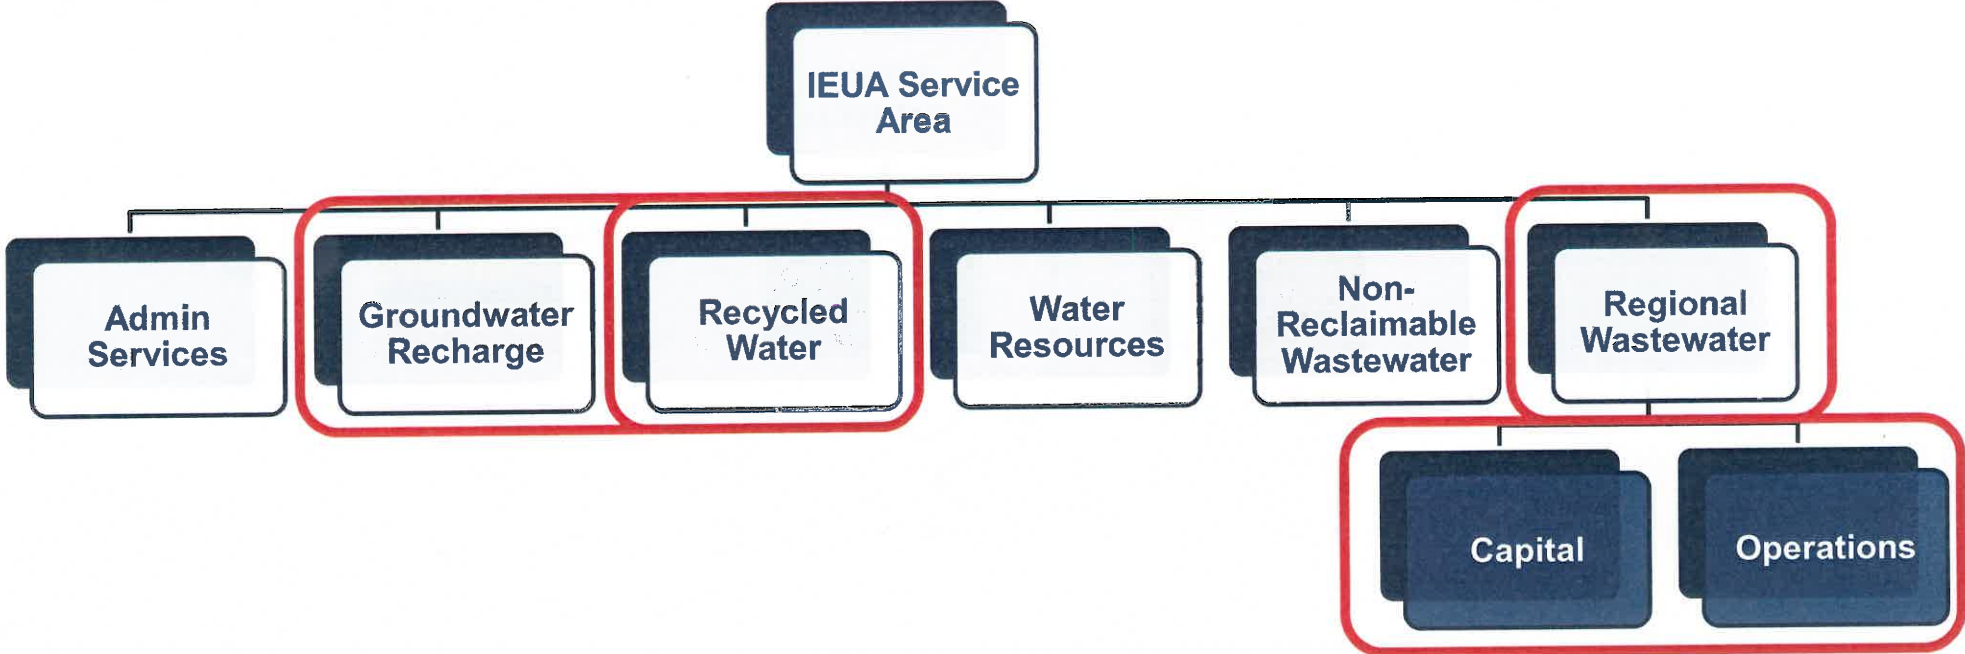 IEUA Service
Area
Admin
Services
Groundwater
Recharge
Recycled
Water
Water
Resources
Non-
Reclaimable
Wastewater
Regional
Wastewater
Capital
Operations